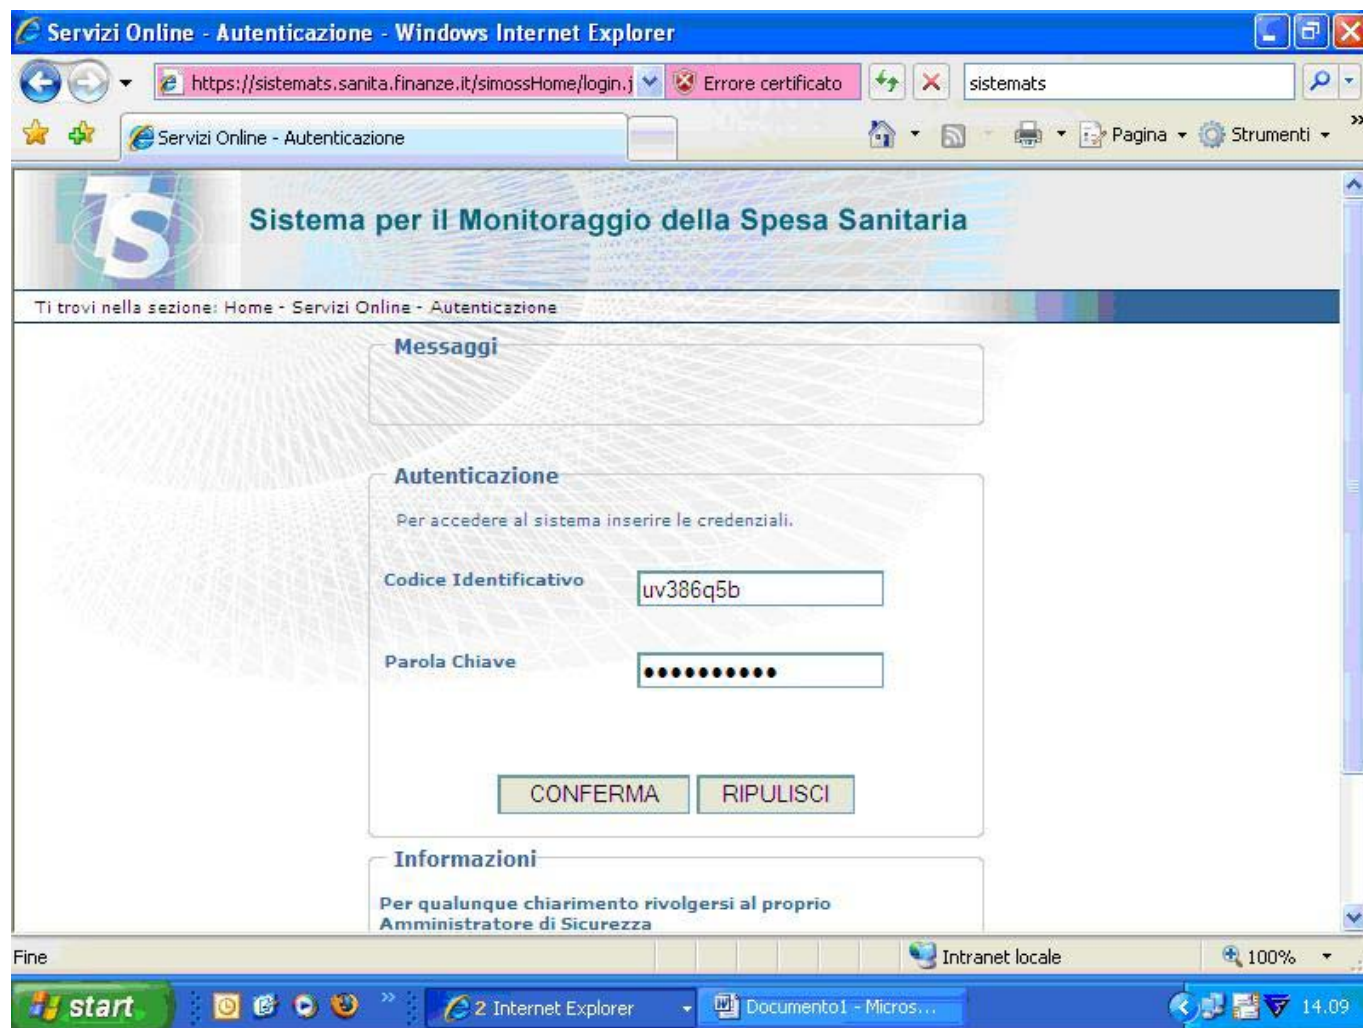 Servizi Online - Autenticazione - Windows Internet Explorer
https://sistemats.sanita.finanze.it/simossHome/login.j Errore certificato sistemats
Servizi Online - Autenticazione Pagina Strumenti »
TS Sistema per il Monitoraggio della Spesa Sanitaria
Ti trovi nella sezione: Home - Servizi Online - Autenticazione
Messaggi
Autenticazione
Per accedere al sistema inserire le credenziali.
Codice Identificativo uv386q5b
Parola Chiave ••••••••••
CONFERMA RIPULISCI
Informazioni
Per qualunque chiarimento rivolgersi al proprio
Amministratore di Sicurezza
Fine Intranet locale 100%
start » 2 Internet Explorer Documento1 - Micros... 14.09